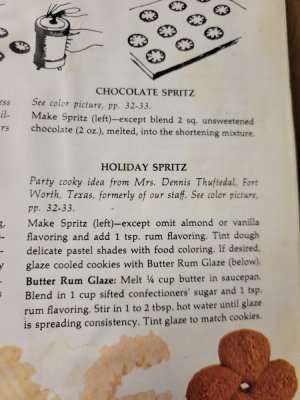 CHOCOLATE SPRITZ
See color picture, pp. 32-33.
Make Spritz (left)—except blend 2 sq. unsweetened
chocolate (2 oz.), melted, into the shortening mixture.
HOLIDAY SPRITZ
Party cooky idea from Mrs. Dennis Thuftedal, Fort
Worth, Texas, formerly of our staff. See color picture,
pp. 32-33.
Make Spritz (left)—except omit almond or vanilla
flavoring and add 1 tsp. rum flavoring. Tint dough
delicate pastel shades with food coloring. If desired,
glaze cooled cookies with Butter Rum Glaze (below).
Butter Rum Glaze: Melt ¼ cup butter in saucepan.
Blend in 1 cup sifted confectioners' sugar and 1 tsp.
rum flavoring. Stir in 1 to 2 tbsp. hot water until glaze
is spreading consistency. Tint glaze to match cookies.